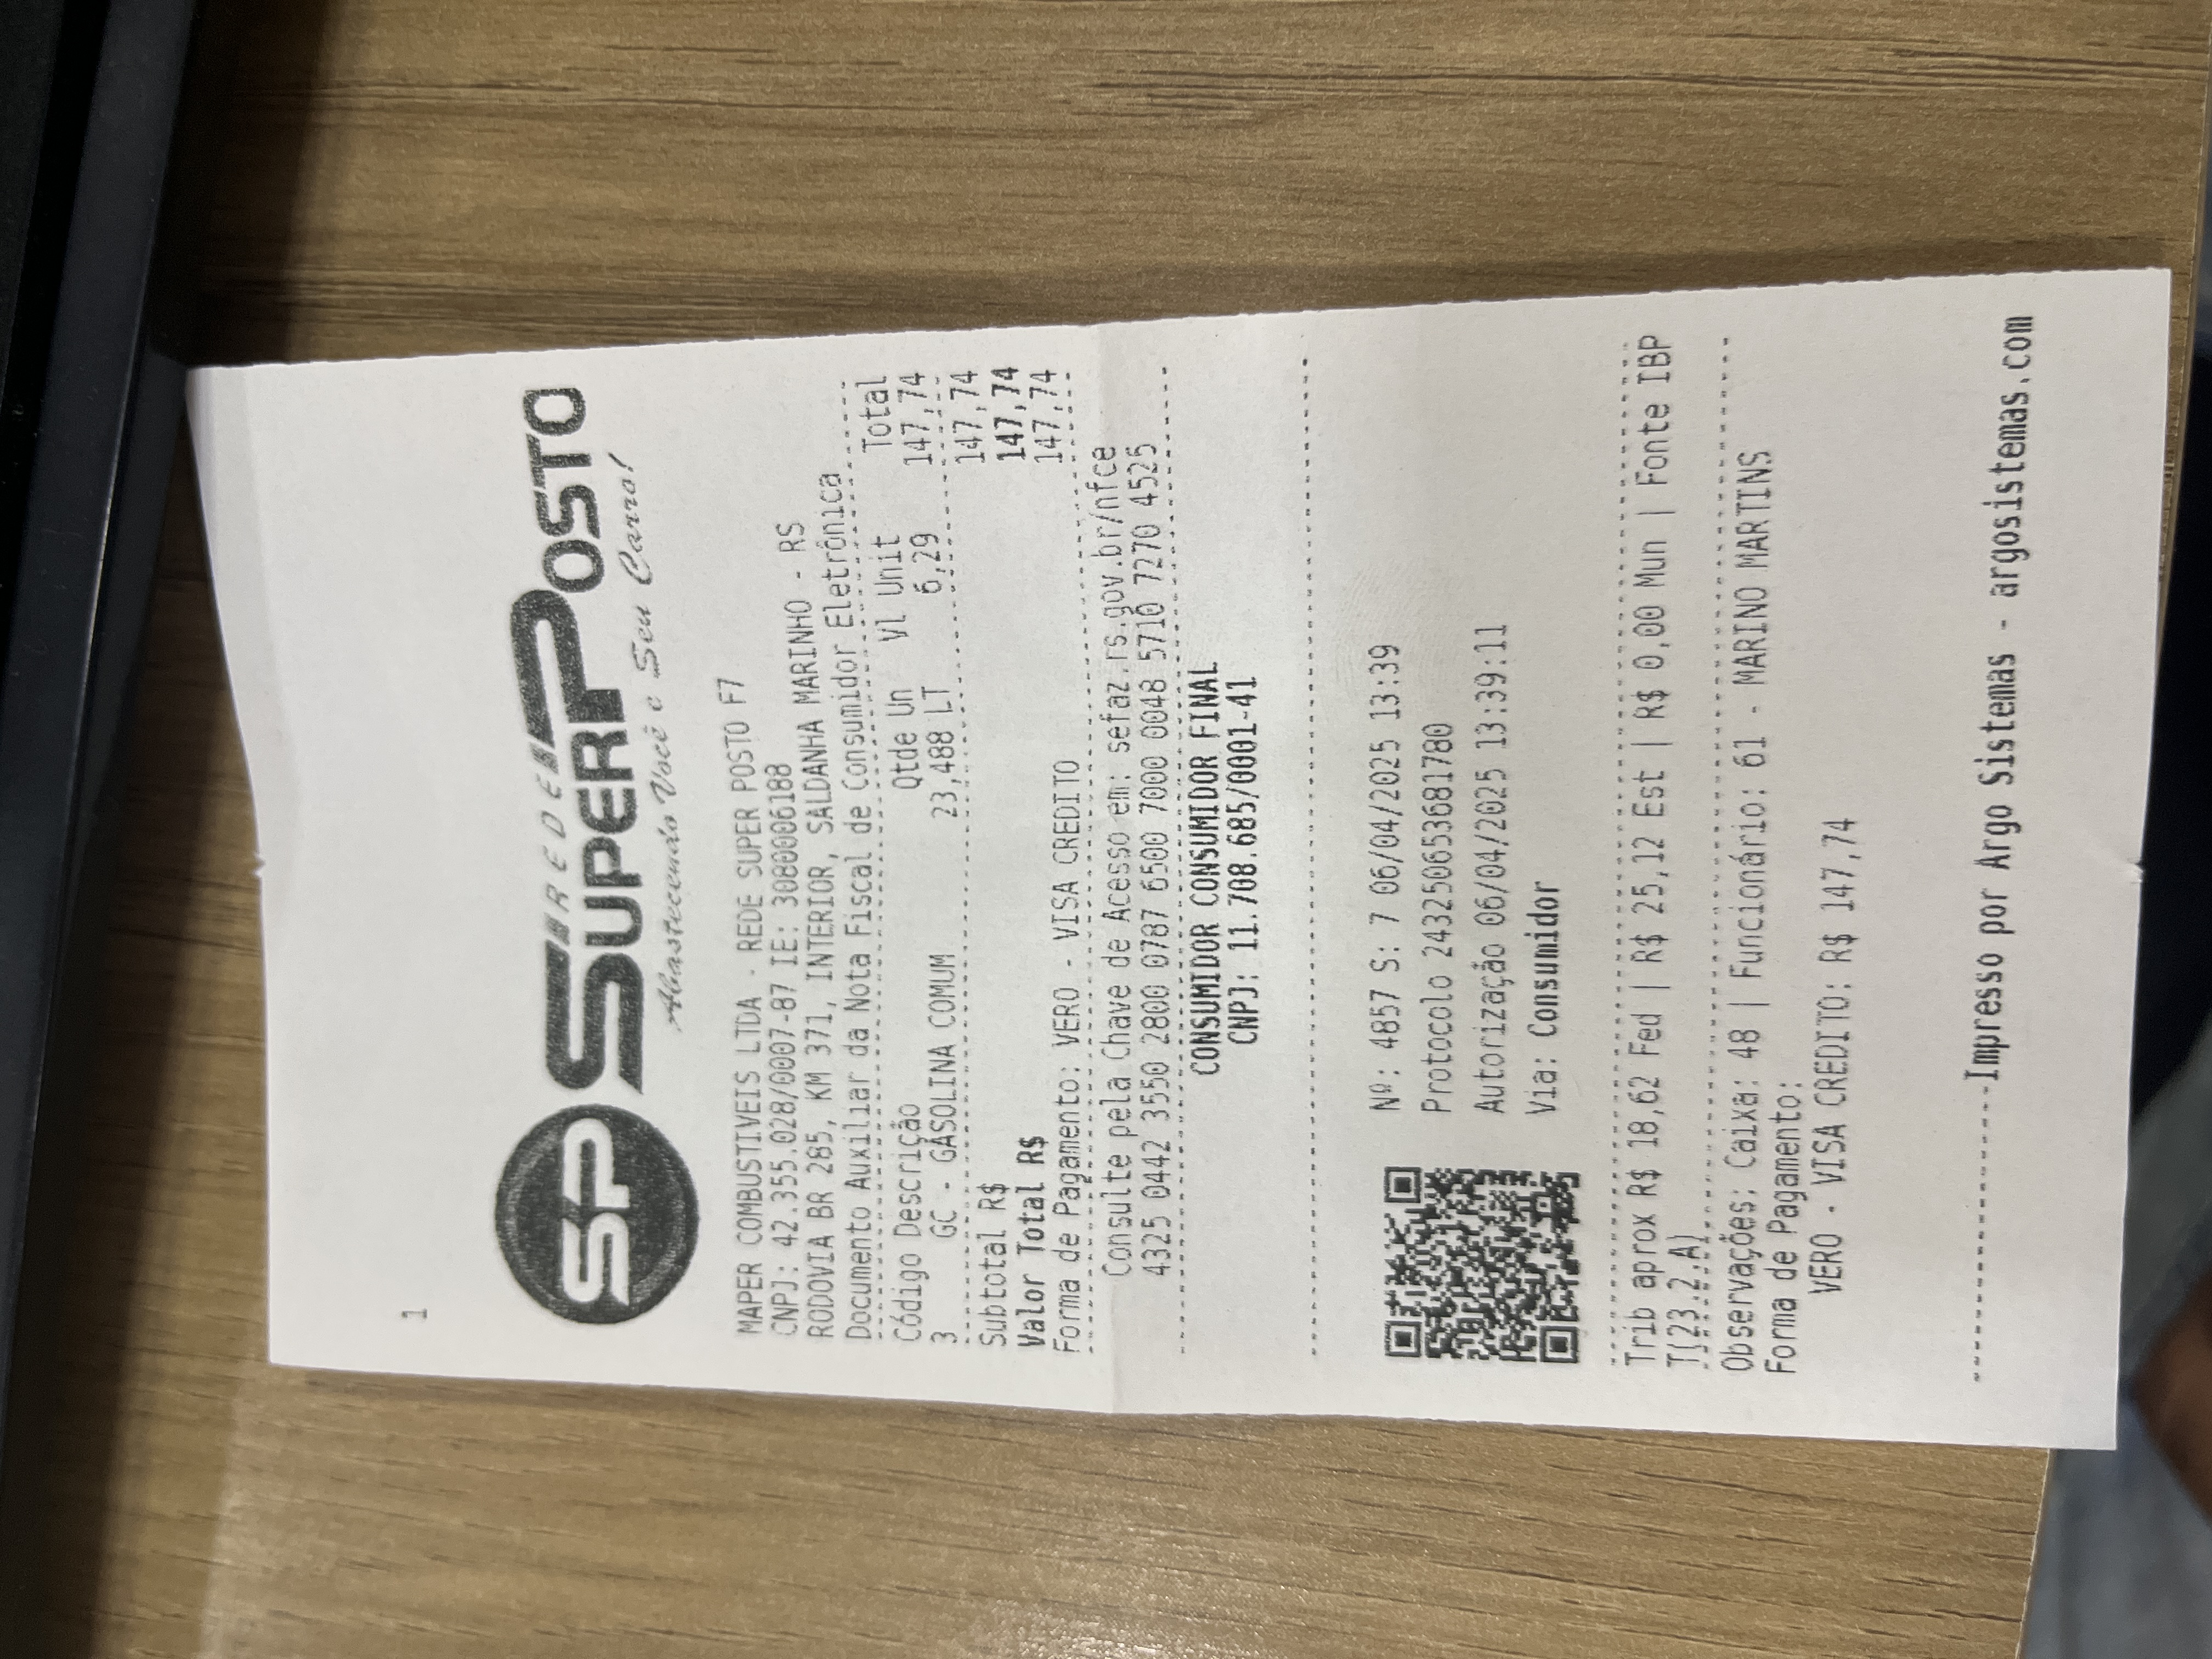 1
SP REDE SUPER POSTO
Abastecendo Você e Seu Carro!
MAPER COMBUSTIVEIS LTDA - REDE SUPER POSTO F7
CNPJ: 42.355.028/0007-87 IE: 3080006188
RODOVIA BR 285, KM 371, INTERIOR, SALDANHA MARINHO - RS
Documento Auxiliar da Nota Fiscal de Consumidor Eletrônica
Código Descrição Qtde Un Vl Unit Total
3 GC - GASOLINA COMUM 23,488 LT 6,29 147,74
Subtotal R$ 147,74
Valor Total R$ 147,74
Forma de Pagamento: VERO - VISA CREDITO 147,74
Consulte pela Chave de Acesso em: sefaz.rs.gov.br/nfce
4325 0442 3550 2800 0787 6500 7000 0048 5710 7270 4525
CONSUMIDOR CONSUMIDOR FINAL
CNPJ: 11.708.685/0001-41
Nº: 4857 S: 7 06/04/2025 13:39
Protocolo 243250653681780
Autorização 06/04/2025 13:39:11
Via: Consumidor
Trib aprox R$ 18,62 Fed | R$ 25,12 Est | R$ 0,00 Mun | Fonte IBP
T(23.2.A)
Observações: Caixa: 48 | Funcionário: 61 - MARINO MARTINS
Forma de Pagamento:
VERO - VISA CREDITO: R$ 147,74
Impresso por Argo Sistemas - argosistemas.com